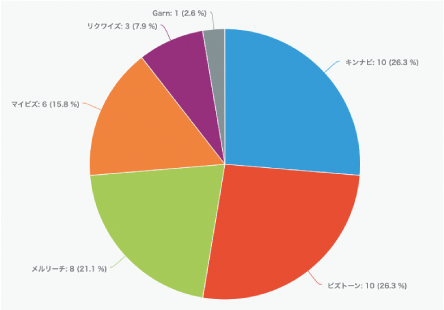 Garn: 1 (2.6 %)
リクワイズ: 3 (7.9 %)
キンナビ: 10 (26.3 %)
マイビズ: 6 (15.8 %)
メルリーチ: 8 (21.1 %)
ビズトーン: 10 (26.3 %)